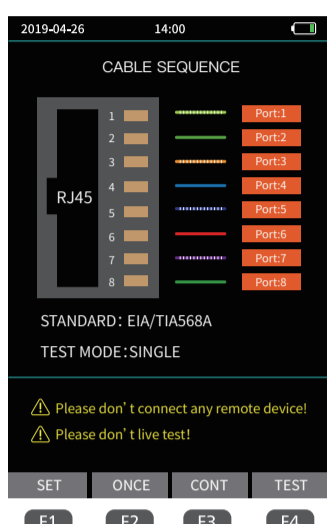 2019-04-26 14:00
CABLE SEQUENCE
1 Port:1
2 Port:2
3 Port:3
4 Port:4
RJ45
5 Port:5
6 Port:6
7 Port:7
8 Port:8
STANDARD: EIA/TIA568A
TEST MODE:SINGLE
Please don't connect any remote device!
Please don't live test!
SET ONCE CONT TEST
F1 F2 F3 F4